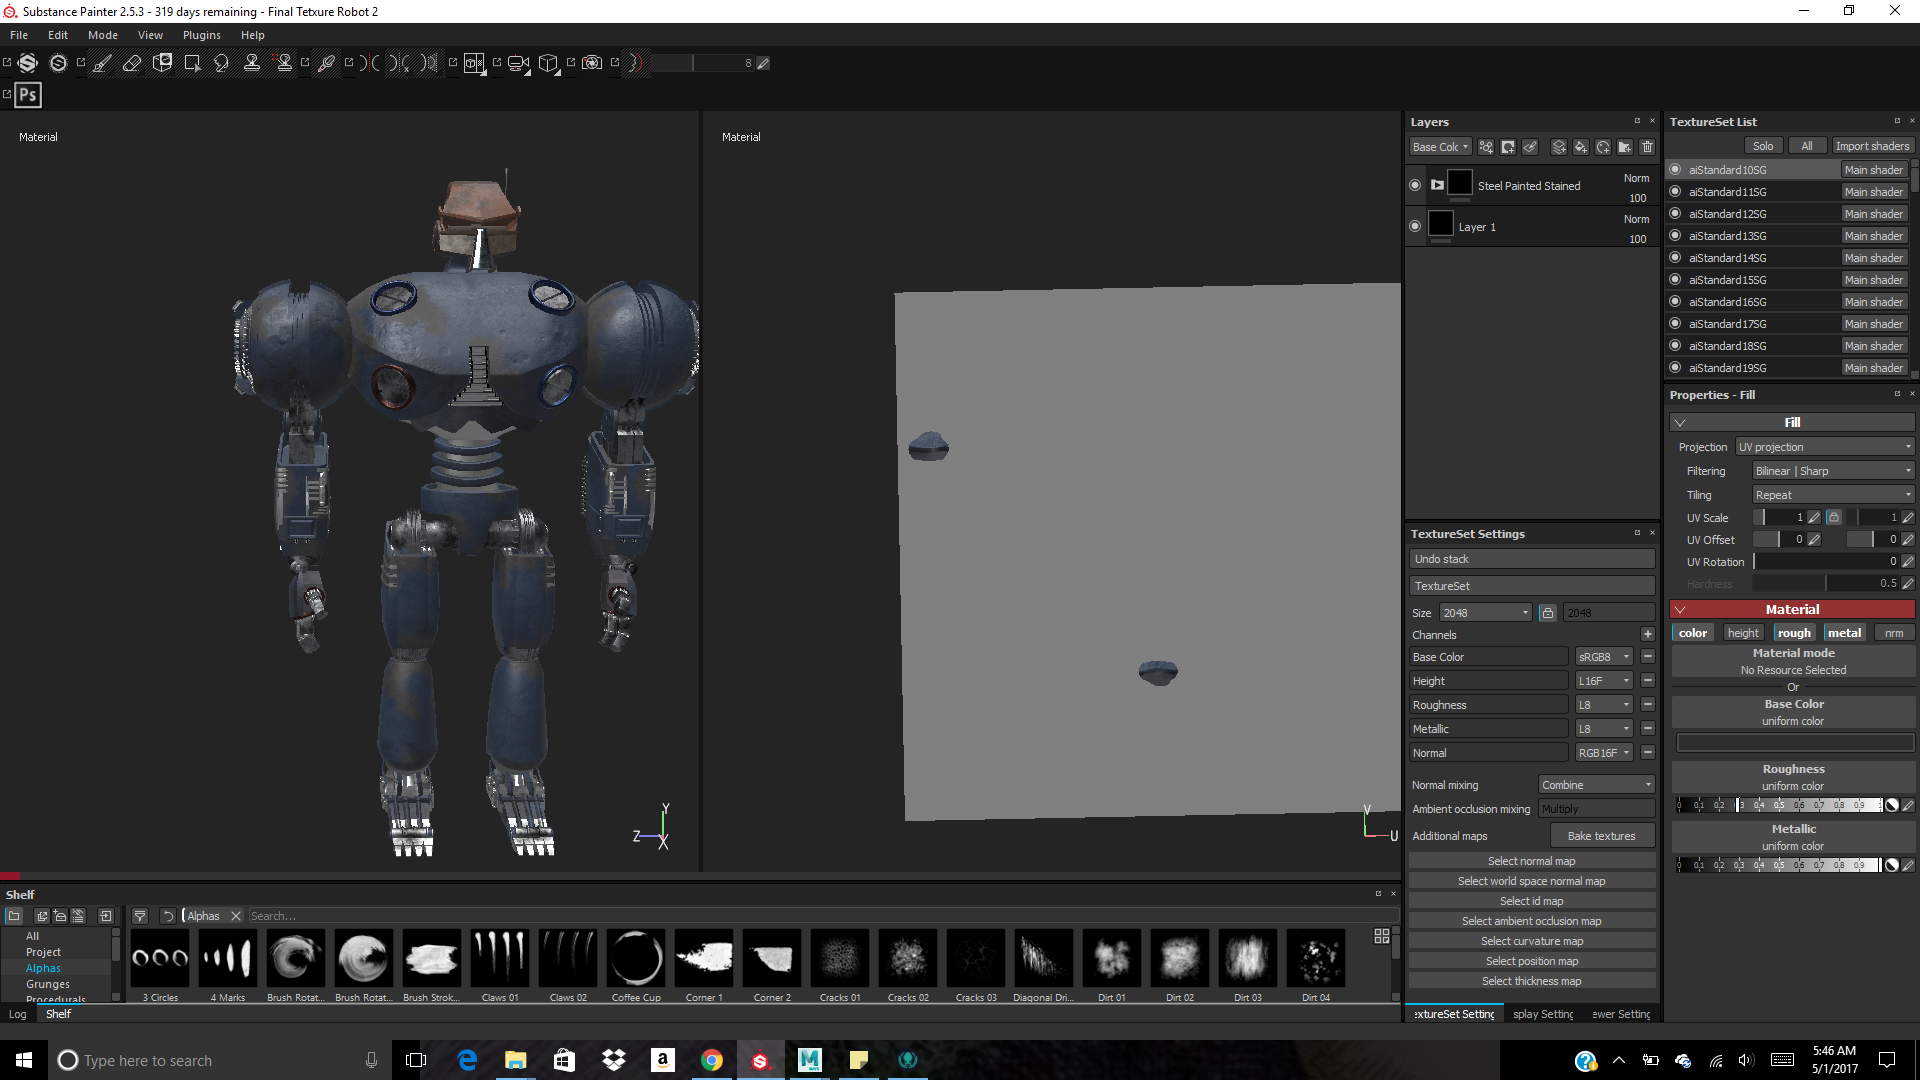 Substance Painter 2.5.3 - 319 days remaining - Final Tetxure Robot 2
File Edit Mode View Plugins Help
8
Ps
Material
Material
Y
Z
X
V
U
Layers
Base Colc
Steel Painted Stained
Norm
100
Layer 1
Norm
100
TextureSet List
Solo All Import shaders
aiStandard10SG Main shader
aiStandard11SG Main shader
aiStandard12SG Main shader
aiStandard13SG Main shader
aiStandard14SG Main shader
aiStandard15SG Main shader
aiStandard16SG Main shader
aiStandard17SG Main shader
aiStandard18SG Main shader
aiStandard19SG Main shader
TextureSet Settings
Undo stack
TextureSet
Size 2048 2048
Channels
Base Color sRGB8
Height L16F
Roughness L8
Metallic L8
Normal RGB16F
Normal mixing Combine
Ambient occlusion mixing Multiply
Additional maps Bake textures
Select normal map
Select world space normal map
Select id map
Select ambient occlusion map
Select curvature map
Select position map
Select thickness map
extureSet Setting splay Setting ewer Setting
Properties - Fill
Fill
Projection UV projection
Filtering Bilinear | Sharp
Tiling Repeat
UV Scale 1 1
UV Offset 0 0
UV Rotation 0
Hardness 0.5
Material
color height rough metal nrm
Material mode
No Resource Selected
Or
Base Color
uniform color
Roughness
uniform color
0 0.1 0.2 0.3 0.4 0.5 0.6 0.7 0.8 0.9 1
Metallic
uniform color
0 0.1 0.2 0.3 0.4 0.5 0.6 0.7 0.8 0.9
Shelf
Alphas Search...
All
Project
Alphas
Grunges
Procedurals
3 Circles 4 Marks Brush Rotat... Brush Rotat... Brush Strok... Claws 01 Claws 02 Coffee Cup Corner 1 Corner 2 Cracks 01 Cracks 02 Cracks 03 Diagonal Dri... Dirt 01 Dirt 02 Dirt 03 Dirt 04
Log Shelf
Type here to search
5:46 AM
5/1/2017